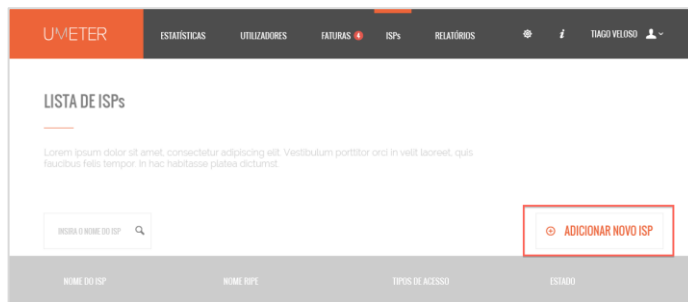 UMETER
ESTATÍSTICAS UTILIZADORES FATURAS 4 ISPs RELATÓRIOS i TIAGO VELOSO
LISTA DE ISPs
Lorem ipsum dolor sit amet, consectetur adipiscing elit. Vestibulum porttitor orci in velit laoreet, quis
faucibus felis tempor. In hac habitasse platea dictumst.
INSIRA O NOME DO ISP
ADICIONAR NOVO ISP
NOME DO ISP NOME RIPE TIPOS DE ACESSO ESTADO